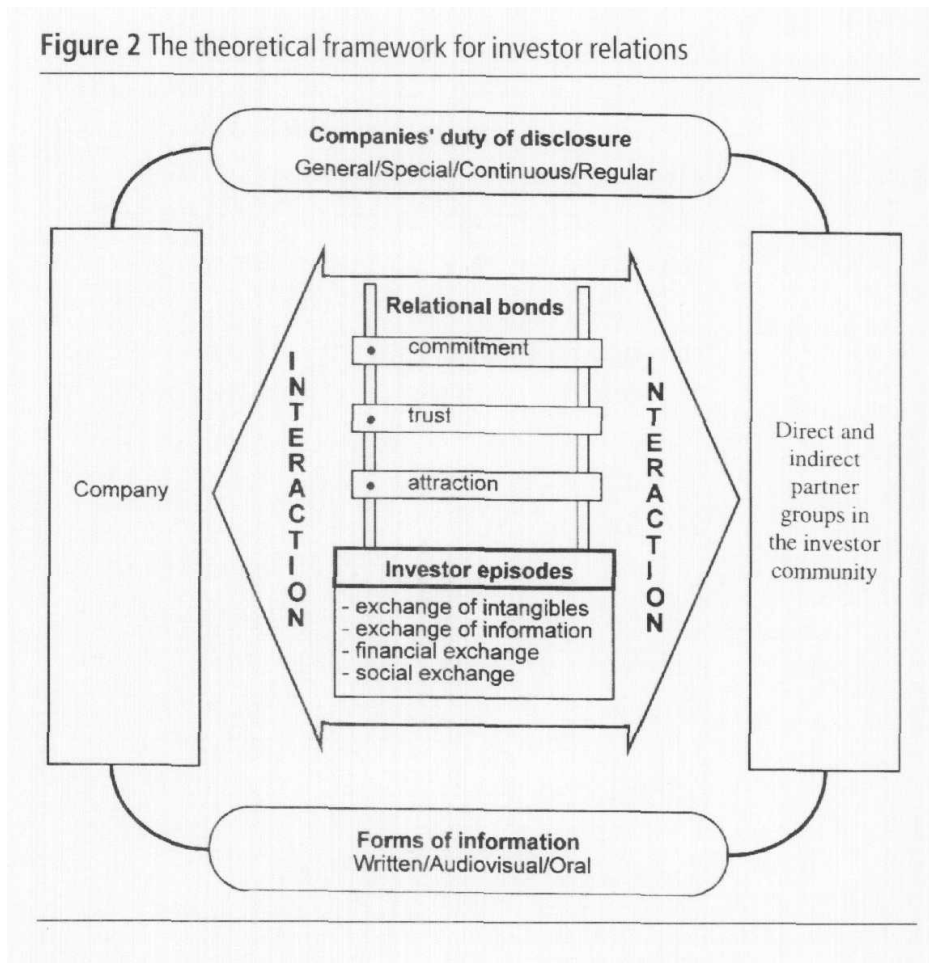 Figure 2 The theoretical framework for investor relations
Companies' duty of disclosure
General/Special/Continuous/Regular
Company
INTERACTION
Relational bonds
• commitment
• trust
• attraction
Investor episodes
- exchange of intangibles
- exchange of information
- financial exchange
- social exchange
INTERACTION
Direct and
indirect
partner
groups in
the investor
community
Forms of information
Written/Audiovisual/Oral